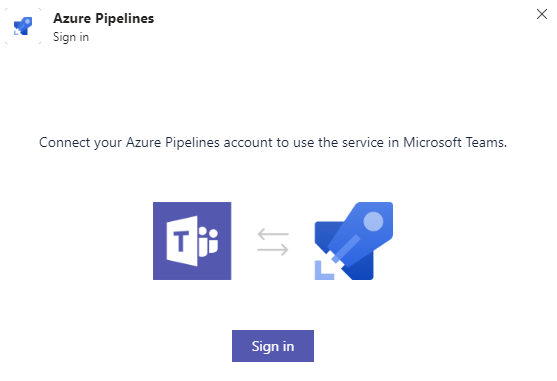 Azure Pipelines
Sign in
Connect your Azure Pipelines account to use the service in Microsoft Teams.
T
Sign in